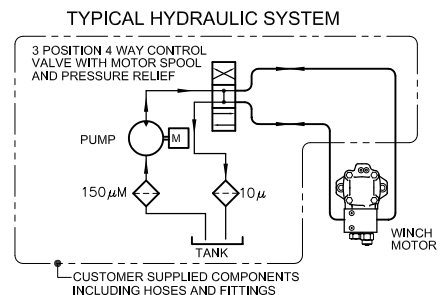 TYPICAL HYDRAULIC SYSTEM
3 POSITION 4 WAY CONTROL
VALVE WITH MOTOR SPOOL
AND PRESSURE RELIEF
PUMP
M
150μM
10μ
TANK
WINCH
MOTOR
CUSTOMER SUPPLIED COMPONENTS
INCLUDING HOSES AND FITTINGS